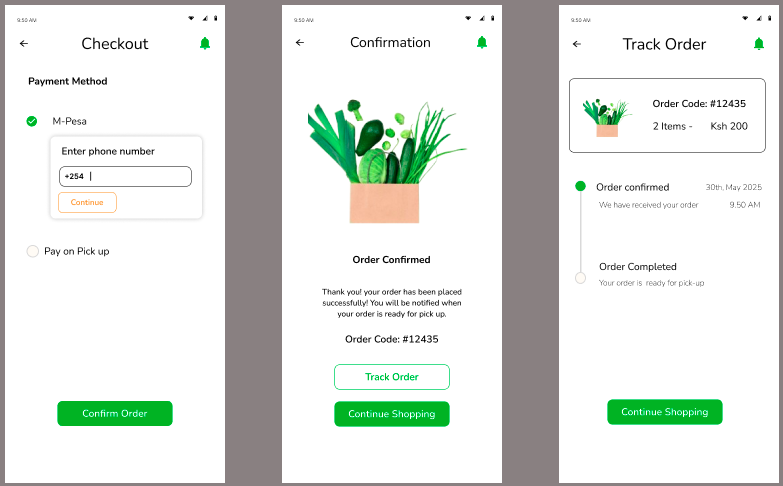 9:50 AM
Checkout
Payment Method
M-Pesa
Enter phone number
+254
Continue
Pay on Pick up
Confirm Order
9:50 AM
Confirmation
Order Confirmed
Thank you! your order has been placed
successfully! You will be notified when
your order is ready for pick up.
Order Code: #12435
Track Order
Continue Shopping
9:50 AM
Track Order
Order Code: #12435
2 Items - Ksh 200
Order confirmed 30th, May 2025
We have received your order 9.50 AM
Order Completed
Your order is ready for pick-up
Continue Shopping